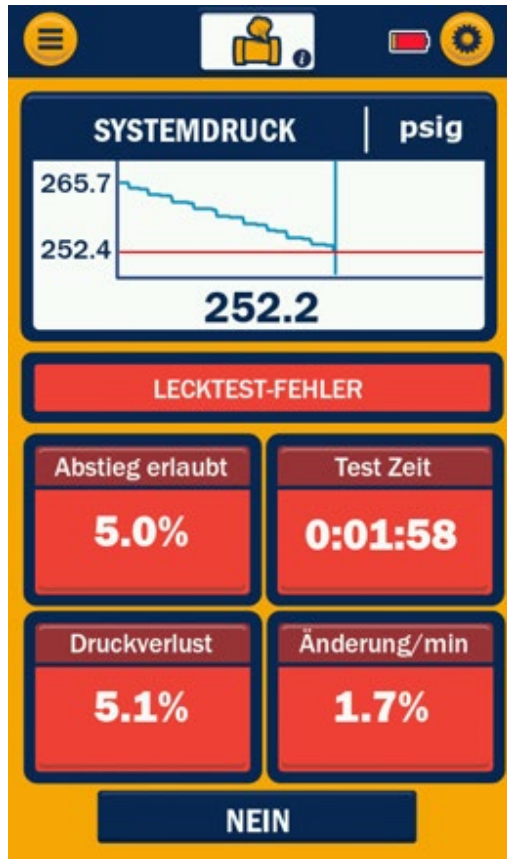 SYSTEMDRUCK psig
265.7
252.4
252.2
LECKTEST-FEHLER
Abstieg erlaubt
5.0%
Test Zeit
0:01:58
Druckverlust
5.1%
Änderung/min
1.7%
NEIN